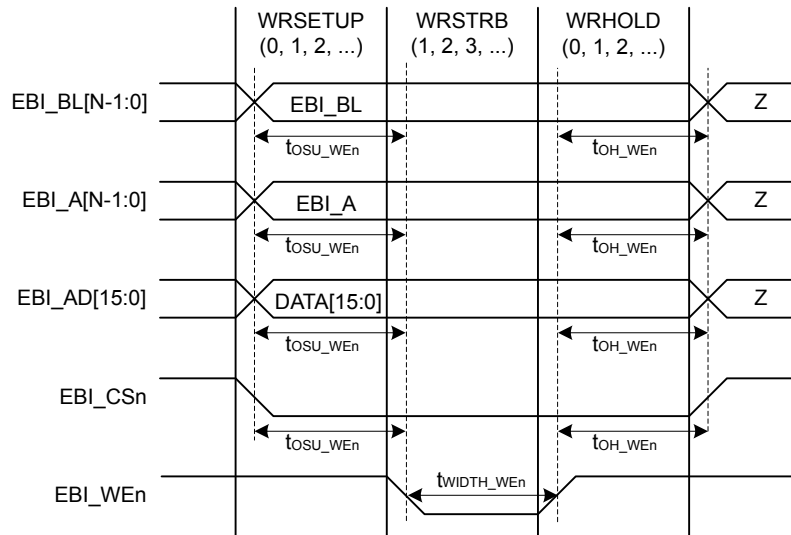 WRSETUP WRSTRB WRHOLD
(0, 1, 2, ...) (1, 2, 3, ...) (0, 1, 2, ...)
EBI_BL[N-1:0] EBI_BL Z
tOSU_WEn tOH_WEn
EBI_A[N-1:0] EBI_A Z
tOSU_WEn tOH_WEn
EBI_AD[15:0] DATA[15:0] Z
tOSU_WEn tOH_WEn
EBI_CSn
tOSU_WEn tOH_WEn
EBI_WEn tWIDTH_WEn